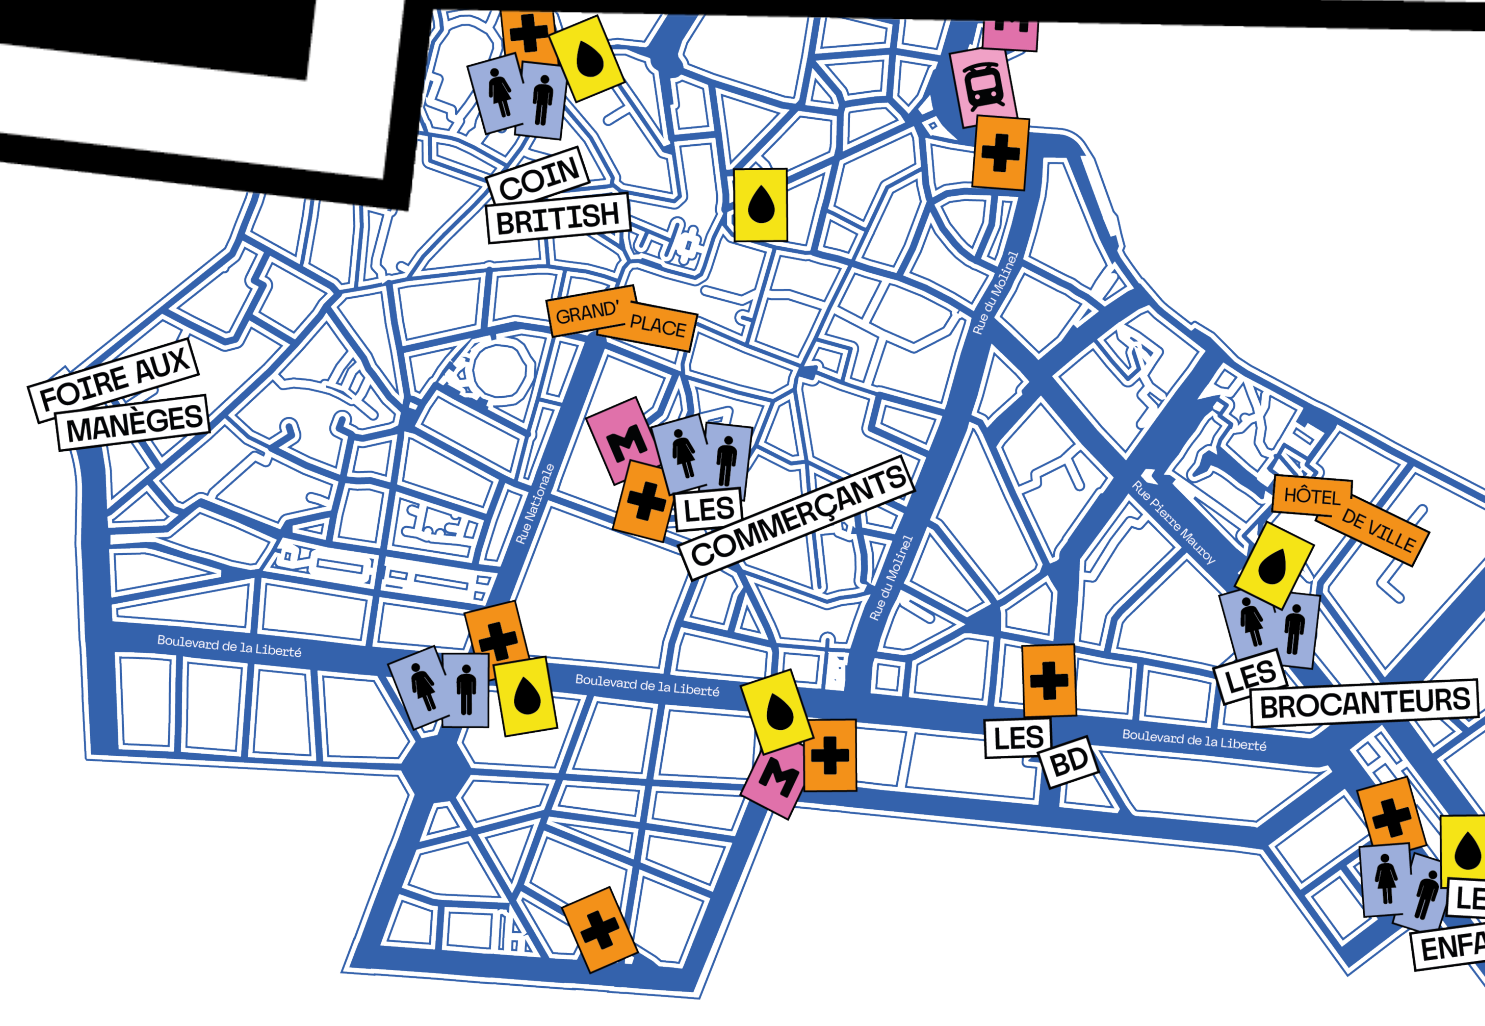 M
COIN
BRITISH
Rue du Molinel
GRAND'
PLACE
FOIRE AUX
MANÈGES
M
LES
COMMERÇANTS
Rue Nationale
HÔTEL
DE VILLE
Rue Pierre Mauroy
Rue du Molinel
Boulevard de la Liberté
Boulevard de la Liberté
LES
BROCANTEURS
LES
BD
Boulevard de la Liberté
M
LE
ENFA